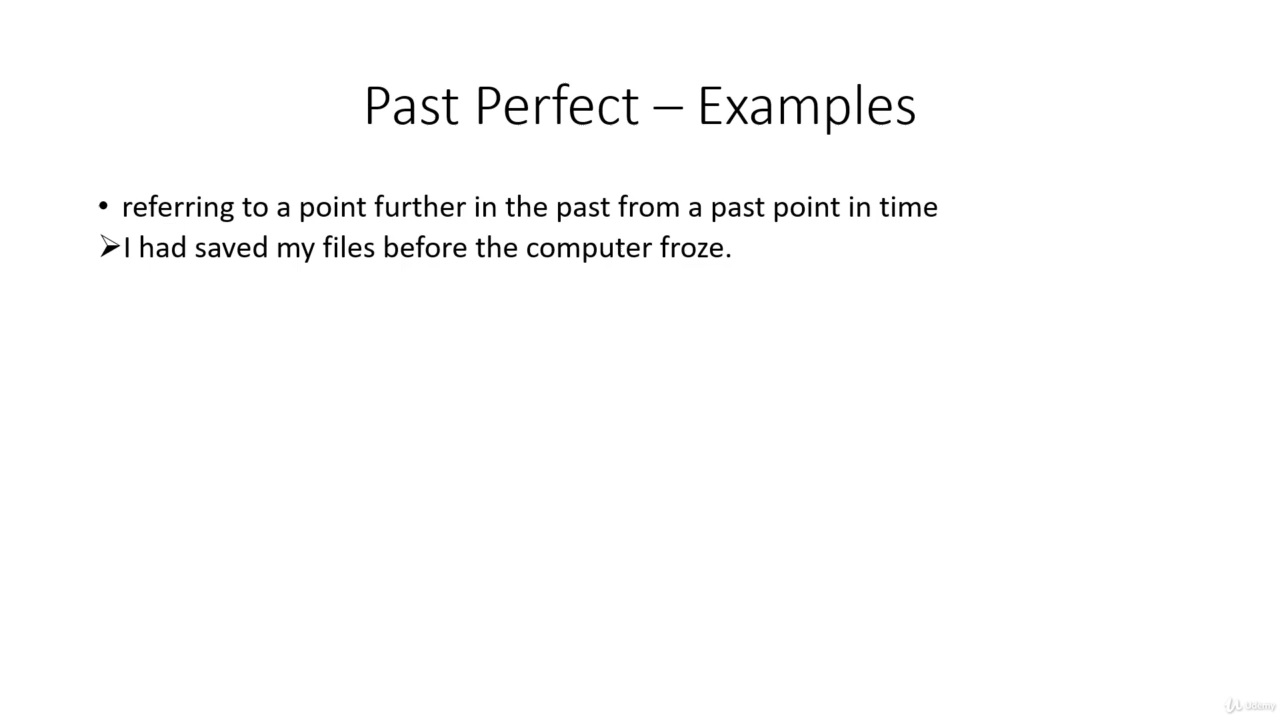 Past Perfect – Examples
• referring to a point further in the past from a past point in time
➢I had saved my files before the computer froze.
Udemy